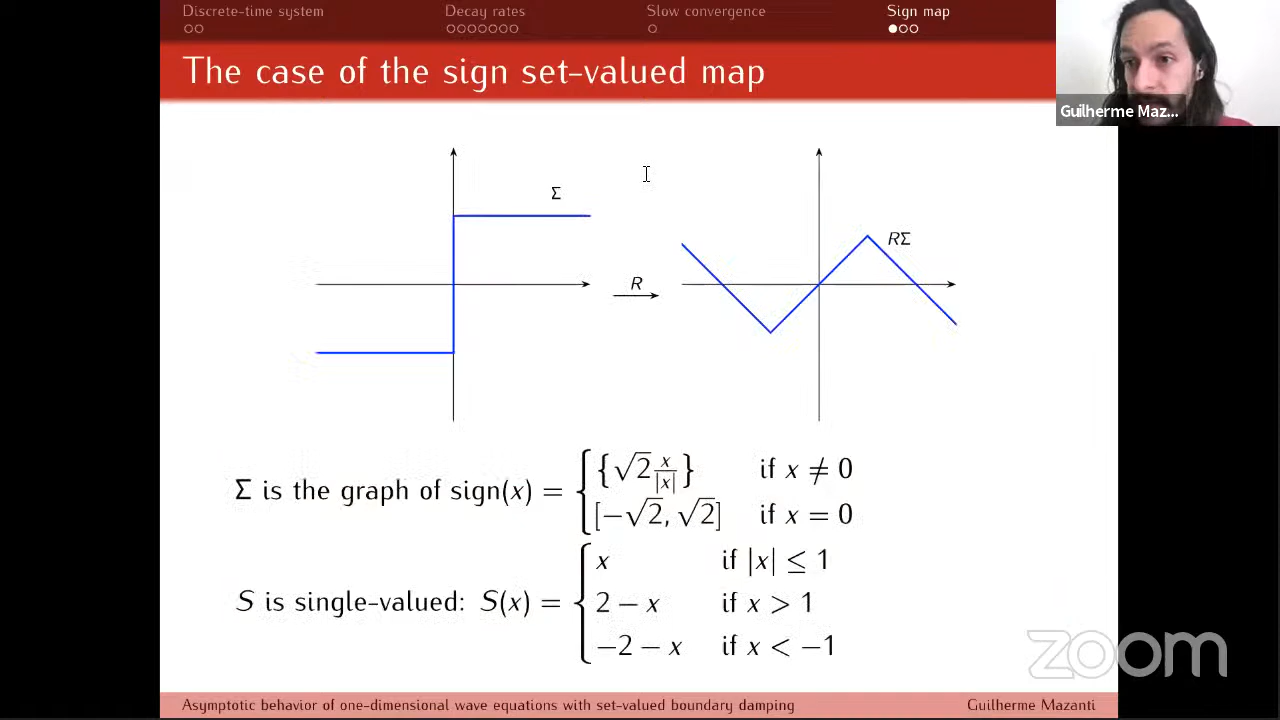 Discrete-time system Decay rates Slow convergence Sign map
The case of the sign set-valued map
Guilherme Maz...
Σ
RΣ
R
Σ is the graph of sign(x) = { {√2 x/|x|} if x ≠ 0
[−√2, √2] if x = 0
S is single-valued: S(x) = { x if |x| ≤ 1
2 − x if x > 1
−2 − x if x < −1
zoom
Asymptotic behavior of one-dimensional wave equations with set-valued boundary damping Guilherme Mazanti